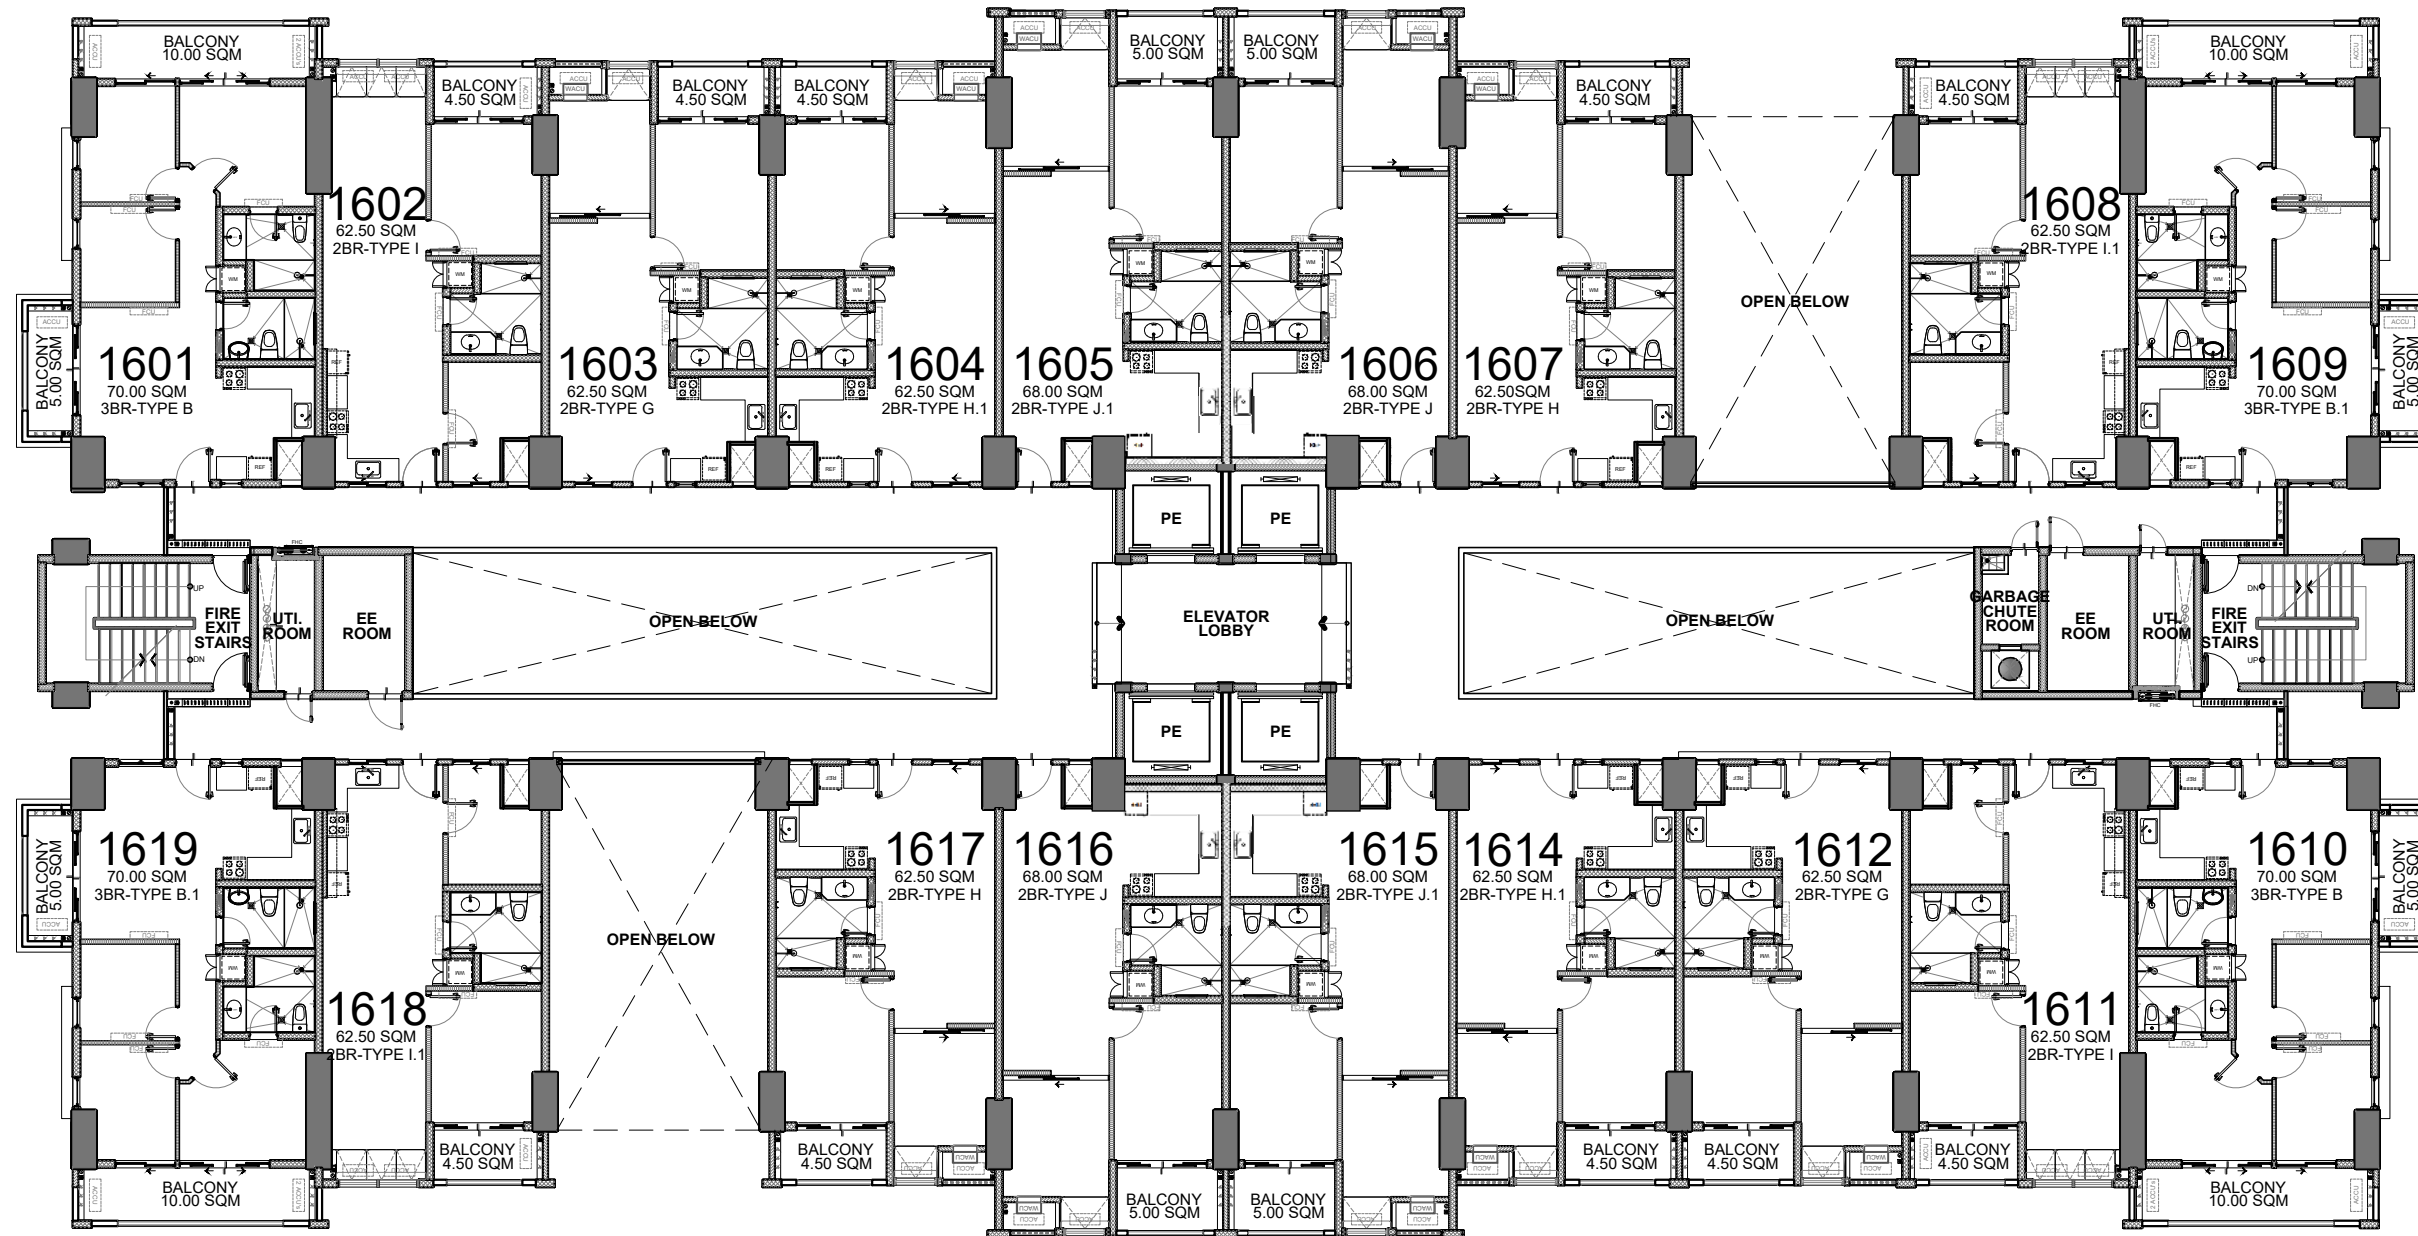 BALCONY
10.00 SQM
BALCONY
4.50 SQM
BALCONY
4.50 SQM
BALCONY
4.50 SQM
BALCONY
5.00 SQM
BALCONY
5.00 SQM
BALCONY
4.50 SQM
BALCONY
4.50 SQM
BALCONY
10.00 SQM
1602
62.50 SQM
2BR-TYPE I
1608
62.50 SQM
2BR-TYPE I.1
OPEN BELOW
BALCONY
5.00 SQM
1601
70.00 SQM
3BR-TYPE B
1603
62.50 SQM
2BR-TYPE G
1604
62.50 SQM
2BR-TYPE H.1
1605
68.00 SQM
2BR-TYPE J.1
1606
68.00 SQM
2BR-TYPE J
1607
62.50SQM
2BR-TYPE H
1609
70.00 SQM
3BR-TYPE B.1
BALCONY
5.00 SQM
PE
PE
UP
DN
FIRE
EXIT
STAIRS
UTI.
ROOM
EE
ROOM
OPEN BELOW
ELEVATOR
LOBBY
OPEN BELOW
GARBAGE
CHUTE
ROOM
EE
ROOM
UTI.
ROOM
FIRE
EXIT
STAIRS
DN
UP
FHC
FHC
PE
PE
BALCONY
5.00 SQM
1619
70.00 SQM
3BR-TYPE B.1
1617
62.50 SQM
2BR-TYPE H
1616
68.00 SQM
2BR-TYPE J
1615
68.00 SQM
2BR-TYPE J.1
1614
62.50 SQM
2BR-TYPE H.1
1612
62.50 SQM
2BR-TYPE G
1610
70.00 SQM
3BR-TYPE B
BALCONY
5.00 SQM
OPEN BELOW
1618
62.50 SQM
2BR-TYPE I.1
1611
62.50 SQM
2BR-TYPE I
BALCONY
10.00 SQM
BALCONY
4.50 SQM
BALCONY
4.50 SQM
BALCONY
5.00 SQM
BALCONY
5.00 SQM
BALCONY
4.50 SQM
BALCONY
4.50 SQM
BALCONY
4.50 SQM
BALCONY
10.00 SQM